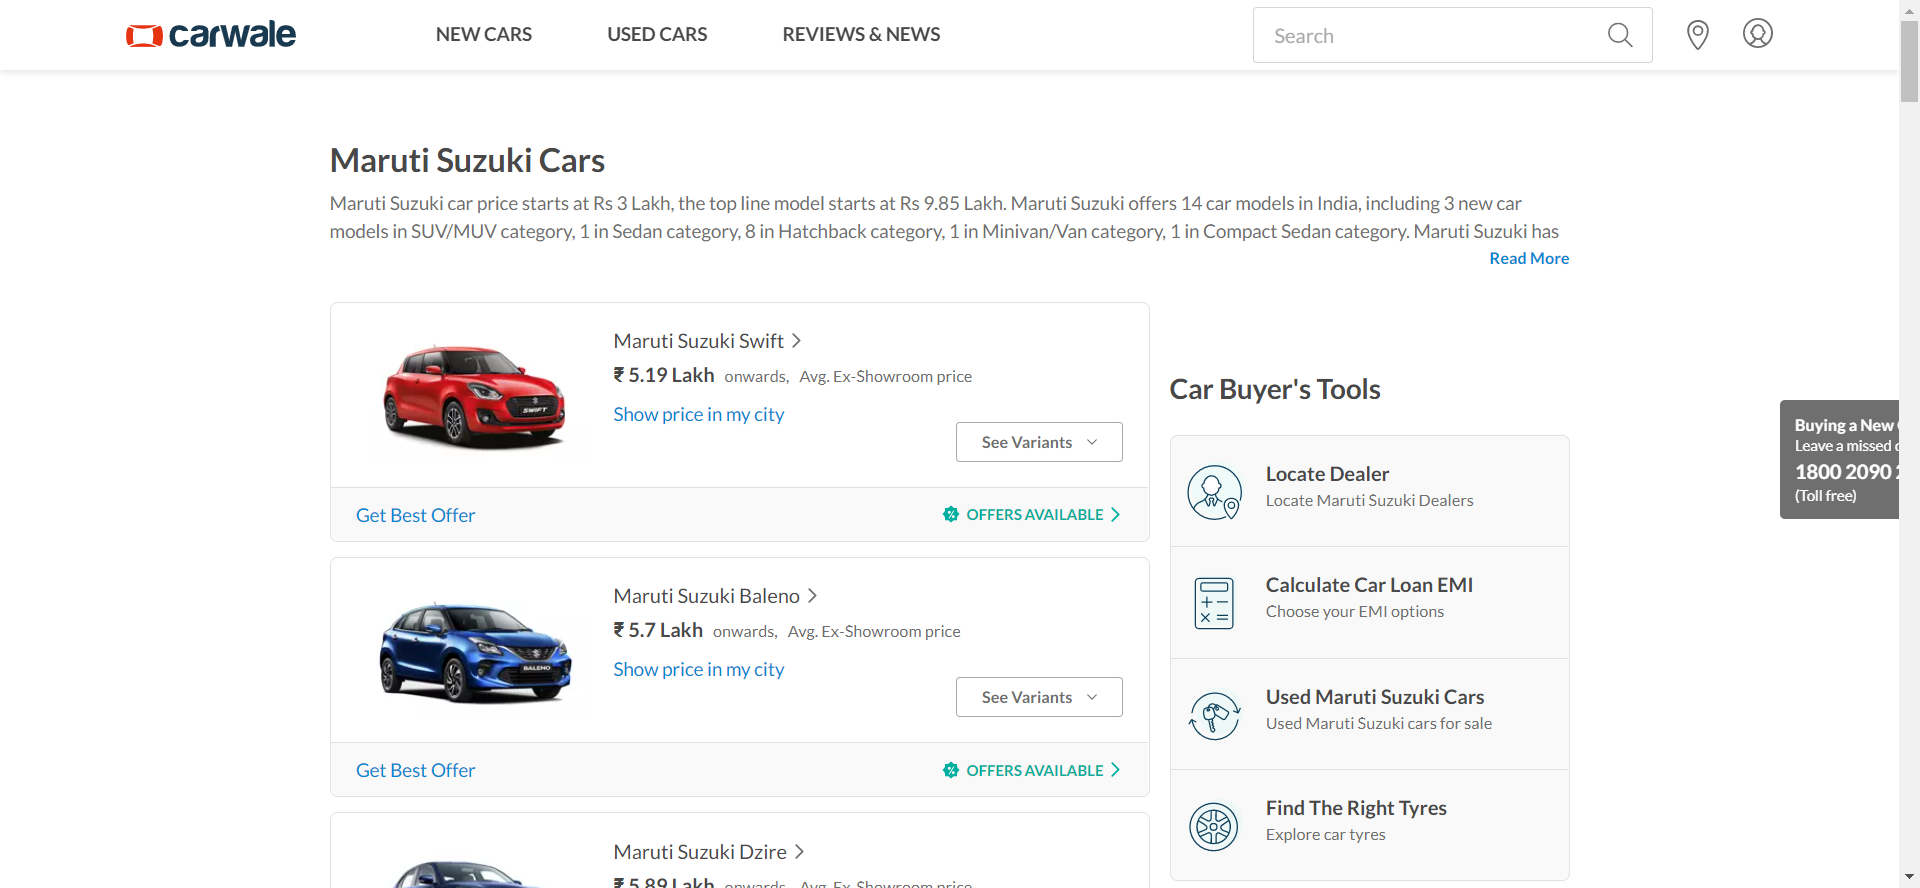 carwale
NEW CARS
USED CARS
REVIEWS & NEWS
Search
Maruti Suzuki Cars
Maruti Suzuki car price starts at Rs 3 Lakh, the top line model starts at Rs 9.85 Lakh. Maruti Suzuki offers 14 car models in India, including 3 new car
models in SUV/MUV category, 1 in Sedan category, 8 in Hatchback category, 1 in Minivan/Van category, 1 in Compact Sedan category. Maruti Suzuki has
Read More
SWIFT
Maruti Suzuki Swift
₹ 5.19 Lakh onwards, Avg. Ex-Showroom price
Show price in my city
See Variants
Get Best Offer
OFFERS AVAILABLE
BALENO
Maruti Suzuki Baleno
₹ 5.7 Lakh onwards, Avg. Ex-Showroom price
Show price in my city
See Variants
Get Best Offer
OFFERS AVAILABLE
Maruti Suzuki Dzire
₹ 5.89 Lakh onwards, Avg. Ex-Showroom price
Car Buyer's Tools
Locate Dealer
Locate Maruti Suzuki Dealers
Calculate Car Loan EMI
Choose your EMI options
Used Maruti Suzuki Cars
Used Maruti Suzuki cars for sale
Find The Right Tyres
Explore car tyres
Buying a New
Leave a missed
1800 2090
(Toll free)